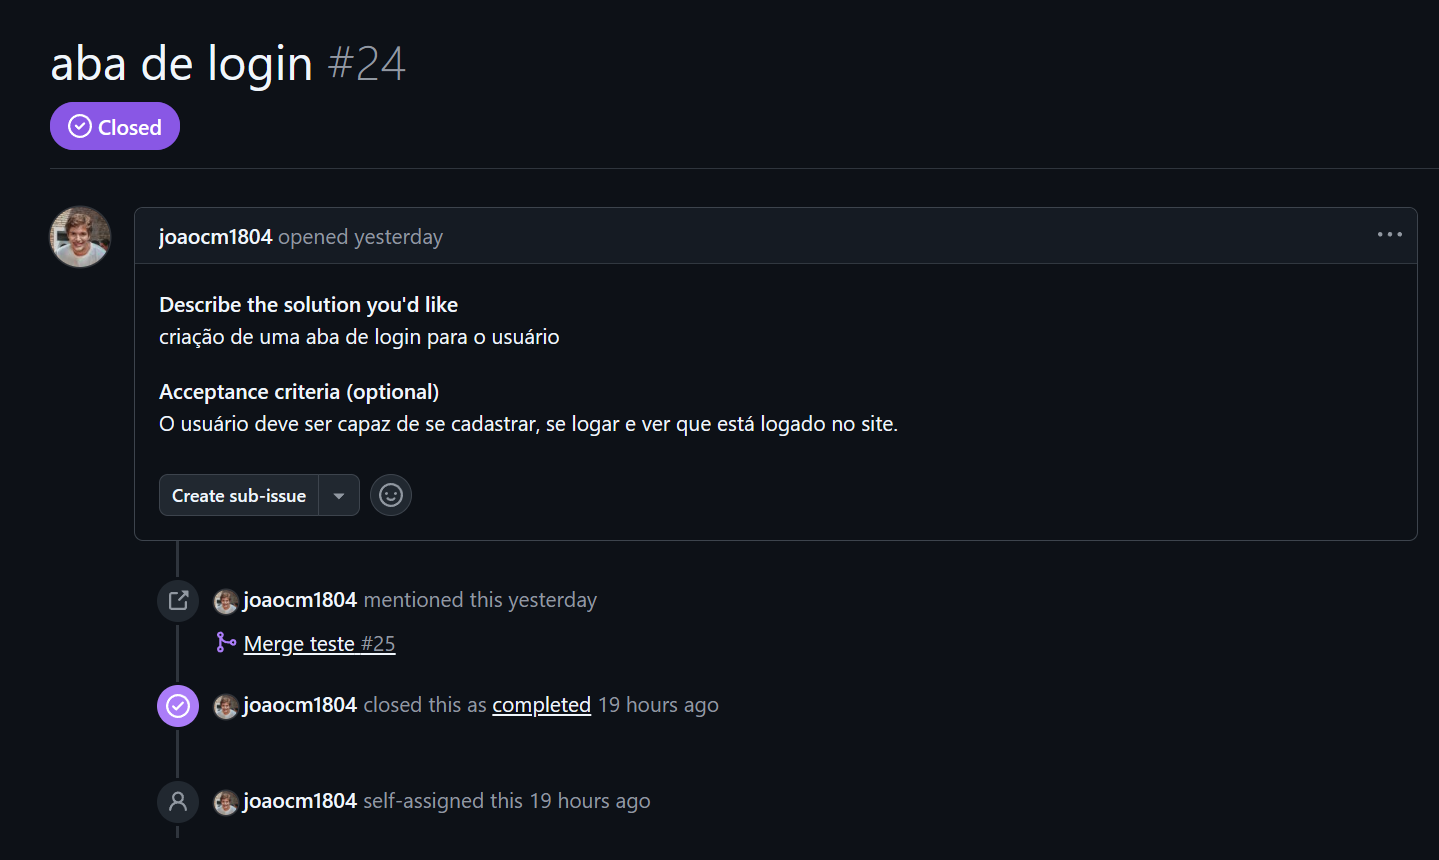 aba de login #24
Closed
joaocm1804 opened yesterday
Describe the solution you'd like
criação de uma aba de login para o usuário
Acceptance criteria (optional)
O usuário deve ser capaz de se cadastrar, se logar e ver que está logado no site.
Create sub-issue
joaocm1804 mentioned this yesterday
Merge teste #25
joaocm1804 closed this as completed 19 hours ago
joaocm1804 self-assigned this 19 hours ago